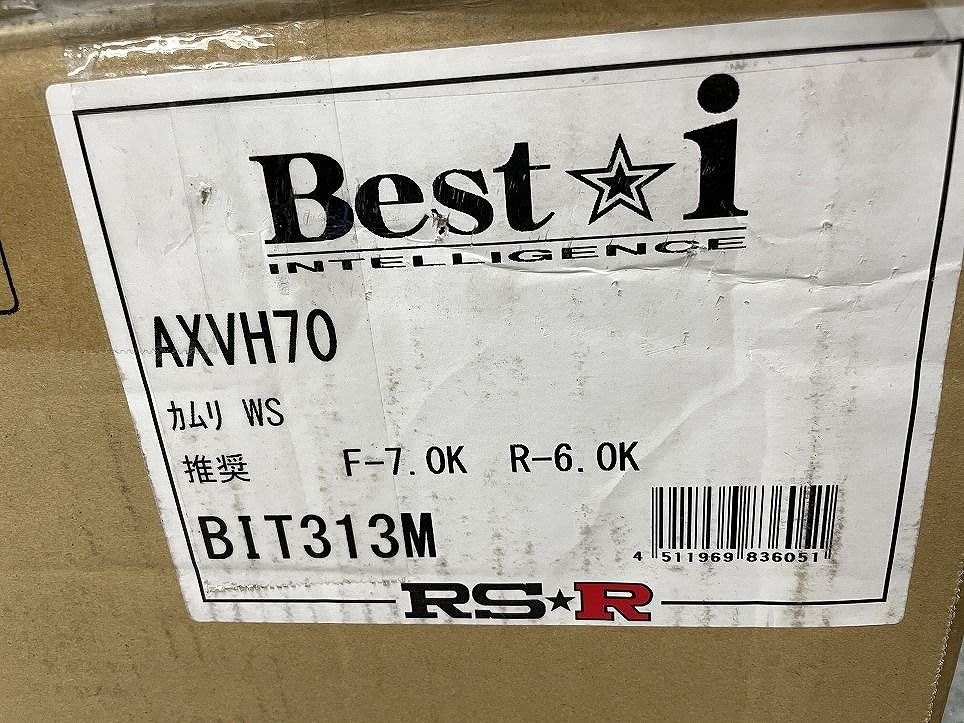 Best☆i
INTELLIGENCE
AXVH70
カムリ WS
推奨 F-7.0K R-6.0K
BIT313M
4 511969 836051
RS★R